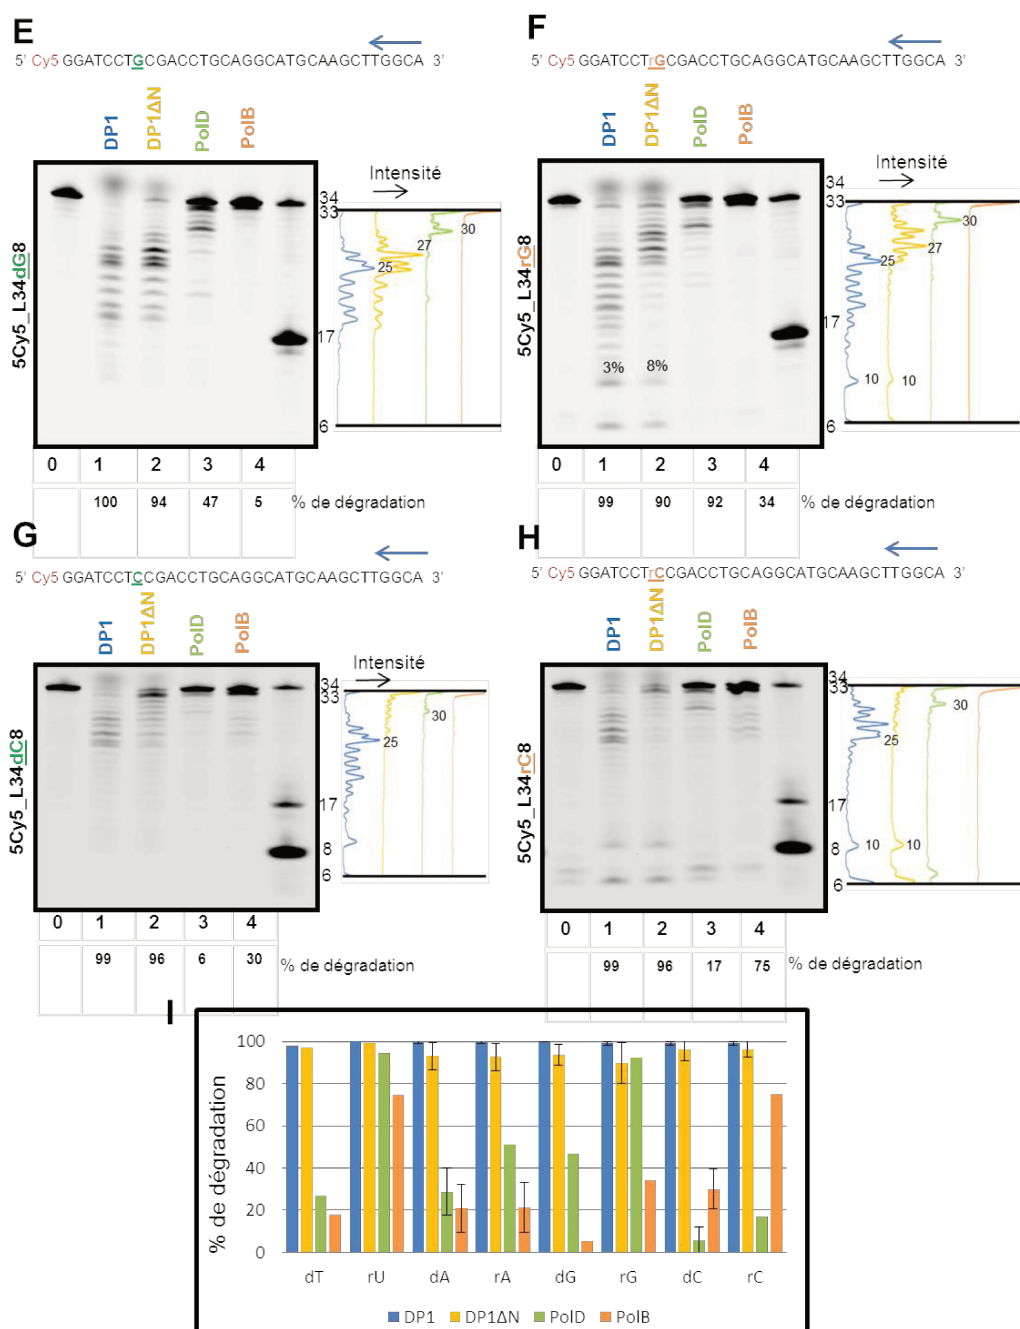 E
5' Cy5 GGATCCTGCGACCTGCAGGCATGCAAGCTTGGCA 3'
DP1 DP1ΔN PolD PolB
Intensité
5Cy5_L34dG8
34
33
17
6
25
27
30
0 1 2 3 4
100 94 47 5 % de dégradation
F
5' Cy5 GGATCCTrGCGACCTGCAGGCATGCAAGCTTGGCA 3'
DP1 DP1ΔN PolD PolB
Intensité
5Cy5_L34rG8
34
33
17
6
3% 8%
25
27
30
10 10
0 1 2 3 4
99 90 92 34 % de dégradation
G
5' Cy5 GGATCCTCCGACCTGCAGGCATGCAAGCTTGGCA 3'
DP1 DP1ΔN PolD PolB
Intensité
5Cy5_L34dC8
34
33
17
8
6
25
30
0 1 2 3 4
99 96 6 30 % de dégradation
H
5' Cy5 GGATCCTrCCGACCTGCAGGCATGCAAGCTTGGCA 3'
DP1 DP1ΔN PolD PolB
5Cy5_L34rC8
34
33
17
8
6
25
30
10 10
0 1 2 3 4
99 96 17 75 % de dégradation
I
% de dégradation
100
80
60
40
20
0
dT rU dA rA dG rG dC rC
DP1 DP1ΔN PolD PolB